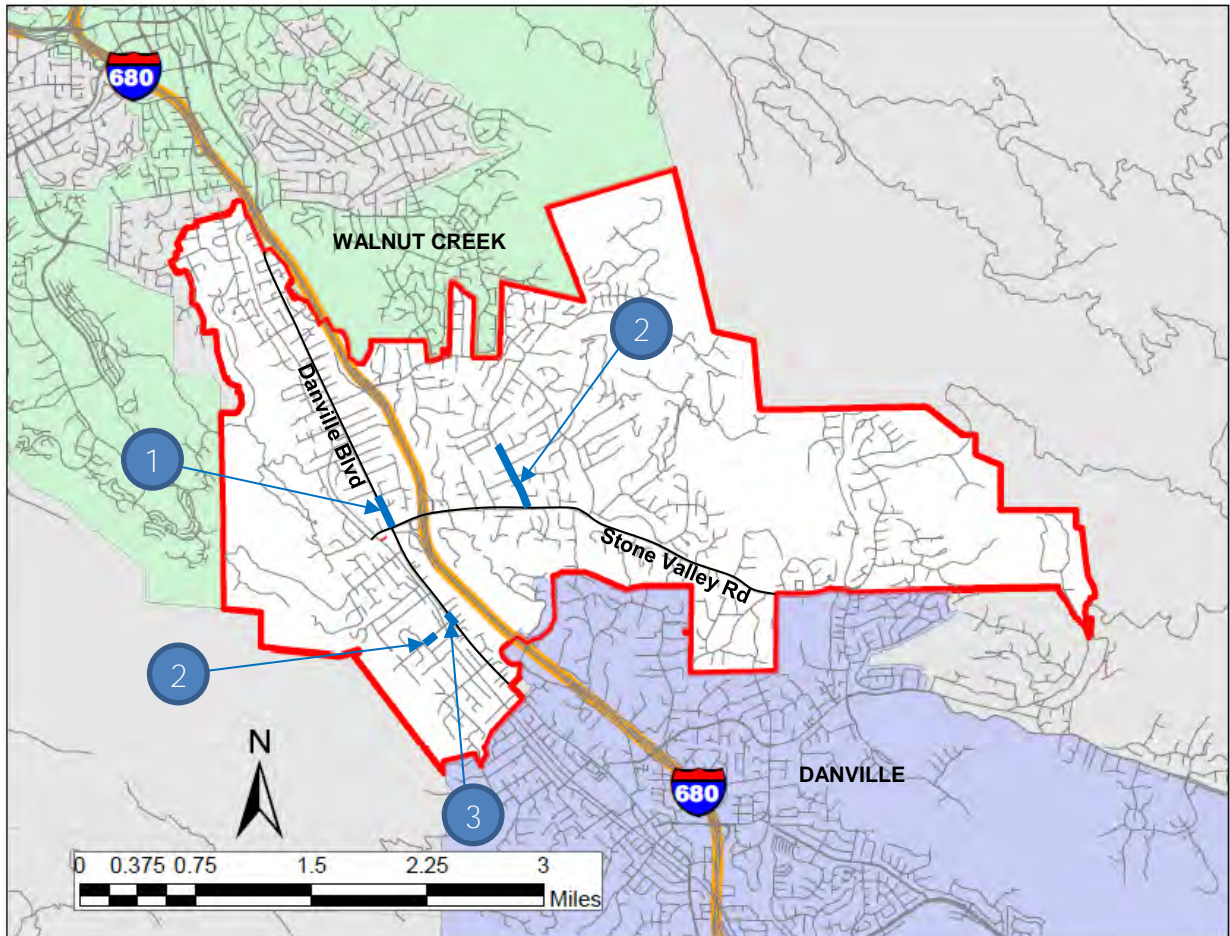 680
WALNUT CREEK
2
Danville Blvd
1
Stone Valley Rd
2
N
3
DANVILLE
680
0 0.375 0.75 1.5 2.25 3
Miles